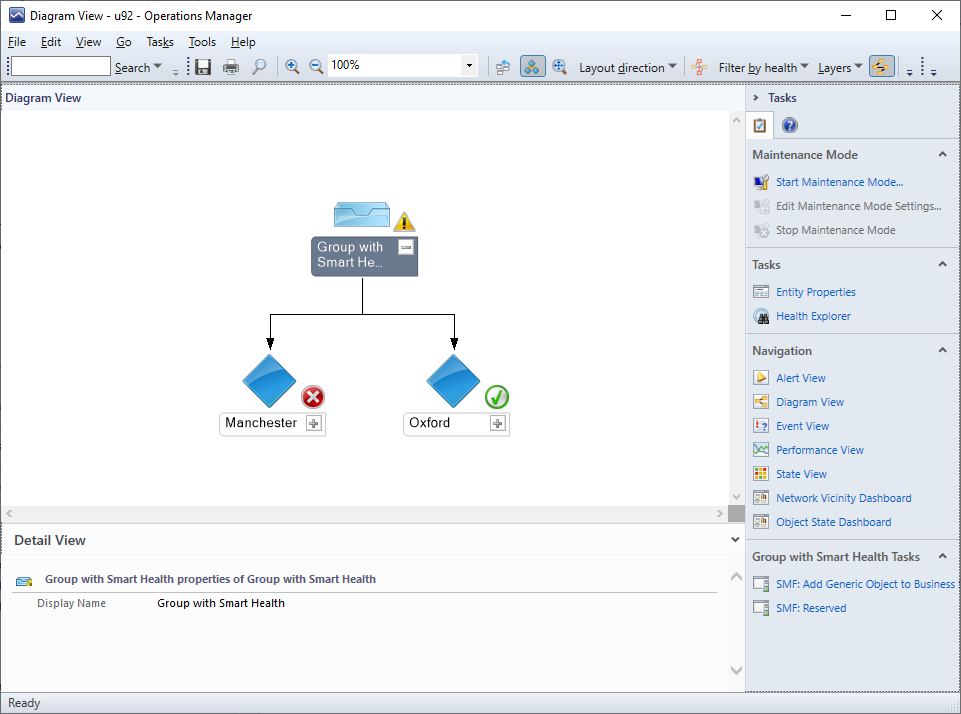 Diagram View - u92 - Operations Manager
File Edit View Go Tasks Tools Help
Search 100% Layout direction Filter by health Layers
Diagram View
Group with
Smart He...
Manchester
Oxford
Detail View
Group with Smart Health properties of Group with Smart Health
Display Name Group with Smart Health
Tasks
Maintenance Mode
Start Maintenance Mode...
Edit Maintenance Mode Settings...
Stop Maintenance Mode
Tasks
Entity Properties
Health Explorer
Navigation
Alert View
Diagram View
Event View
Performance View
State View
Network Vicinity Dashboard
Object State Dashboard
Group with Smart Health Tasks
SMF: Add Generic Object to Business
SMF: Reserved
Ready